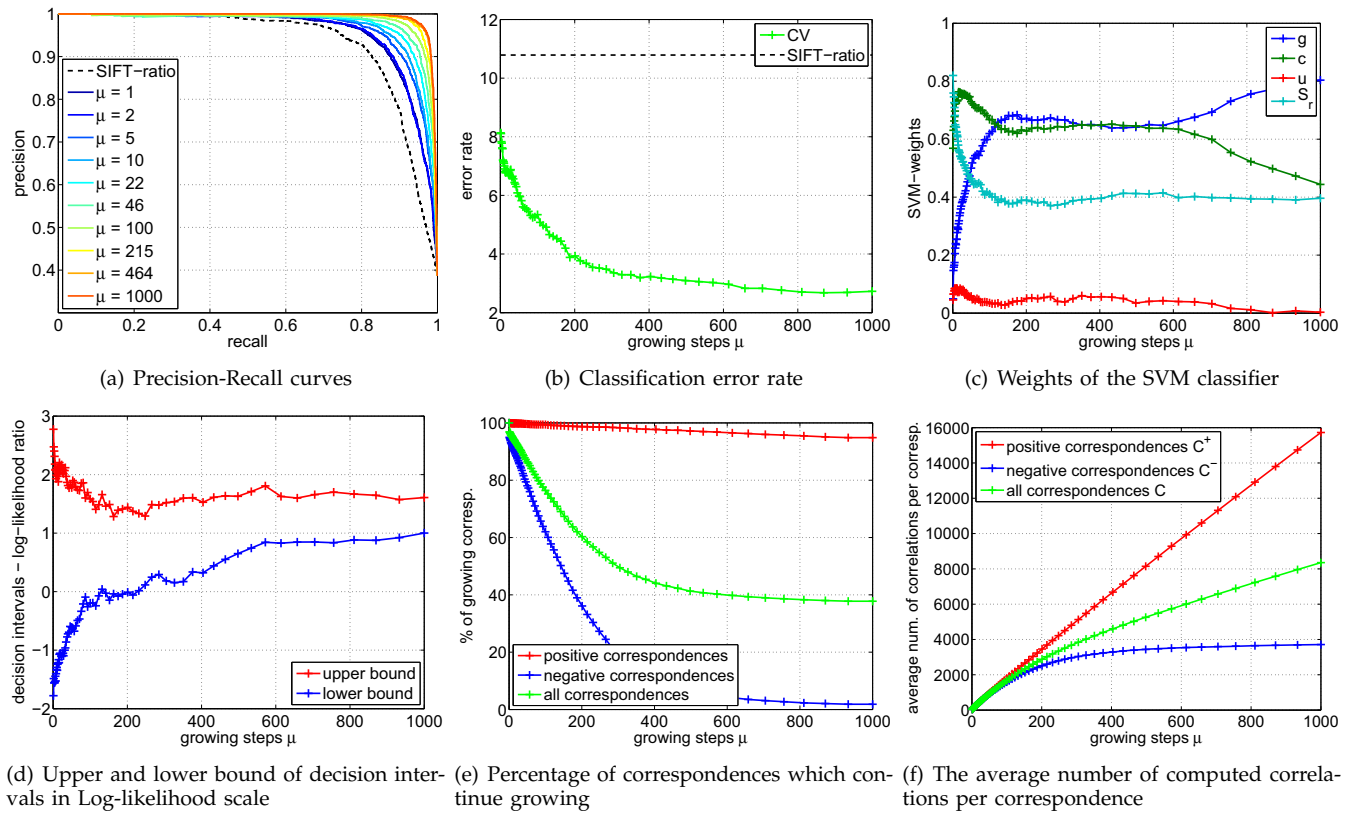 precision
1
0.9
0.8
0.7
0.6
0.5
0.4
SIFT−ratio
μ = 1
μ = 2
μ = 5
μ = 10
μ = 22
μ = 46
μ = 100
μ = 215
μ = 464
μ = 1000
0 0.2 0.4 0.6 0.8 1
recall
(a) Precision-Recall curves
error rate
12
10
8
6
4
2
CV
SIFT−ratio
0 200 400 600 800 1000
growing steps μ
(b) Classification error rate
SVM−weights
1
0.8
0.6
0.4
0.2
0
g
c
u
S_r
0 200 400 600 800 1000
growing steps μ
(c) Weights of the SVM classifier
decision intervals − log−likelihood ratio
3
2
1
0
−1
−2
upper bound
lower bound
0 200 400 600 800 1000
growing steps μ
(d) Upper and lower bound of decision inter-
vals in Log-likelihood scale
% of growing corresp.
100
80
60
40
20
0
positive correspondences
negative correspondences
all correspondences
0 200 400 600 800 1000
growing steps μ
(e) Percentage of correspondences which con-
tinue growing
average num. of correlations per corresp.
16000
14000
12000
10000
8000
6000
4000
2000
0
positive correspondences C⁺
negative correspondences C⁻
all correspondences C
0 200 400 600 800 1000
growing steps μ
(f) The average number of computed correla-
tions per correspondence